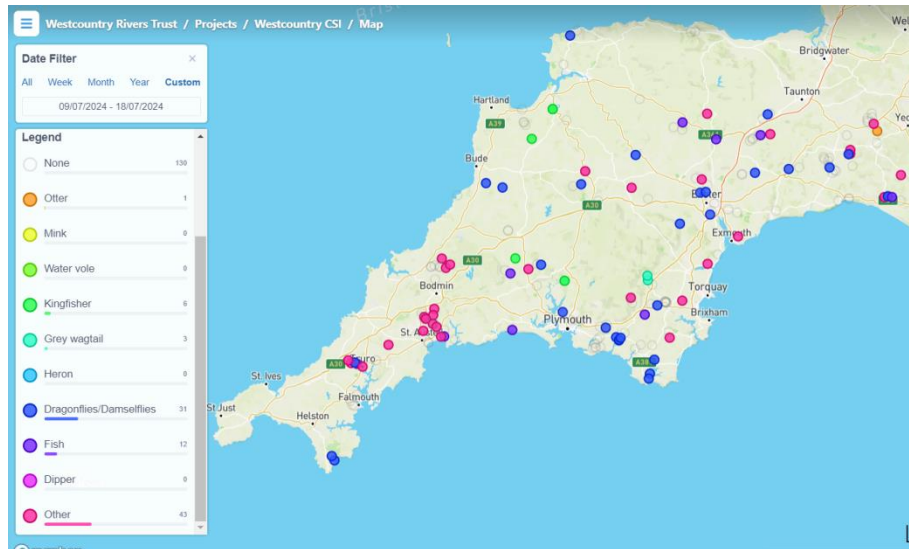 Westcountry Rivers Trust / Projects / Westcountry CSI / Map
Date Filter ×
All Week Month Year Custom
09/07/2024 - 18/07/2024
Legend
None 130
Otter 1
Mink 0
Water vole 0
Kingfisher 6
Grey wagtail 3
Heron 0
Dragonflies/Damselflies 31
Fish 12
Dipper 0
Other 43
Bridgwater
Taunton
Hartland
A39
Bude
A30
Exmouth
A30
Bodmin
Torquay
Brixham
Plymouth
A30
St. Ives
A38
Falmouth
St Just
Helston